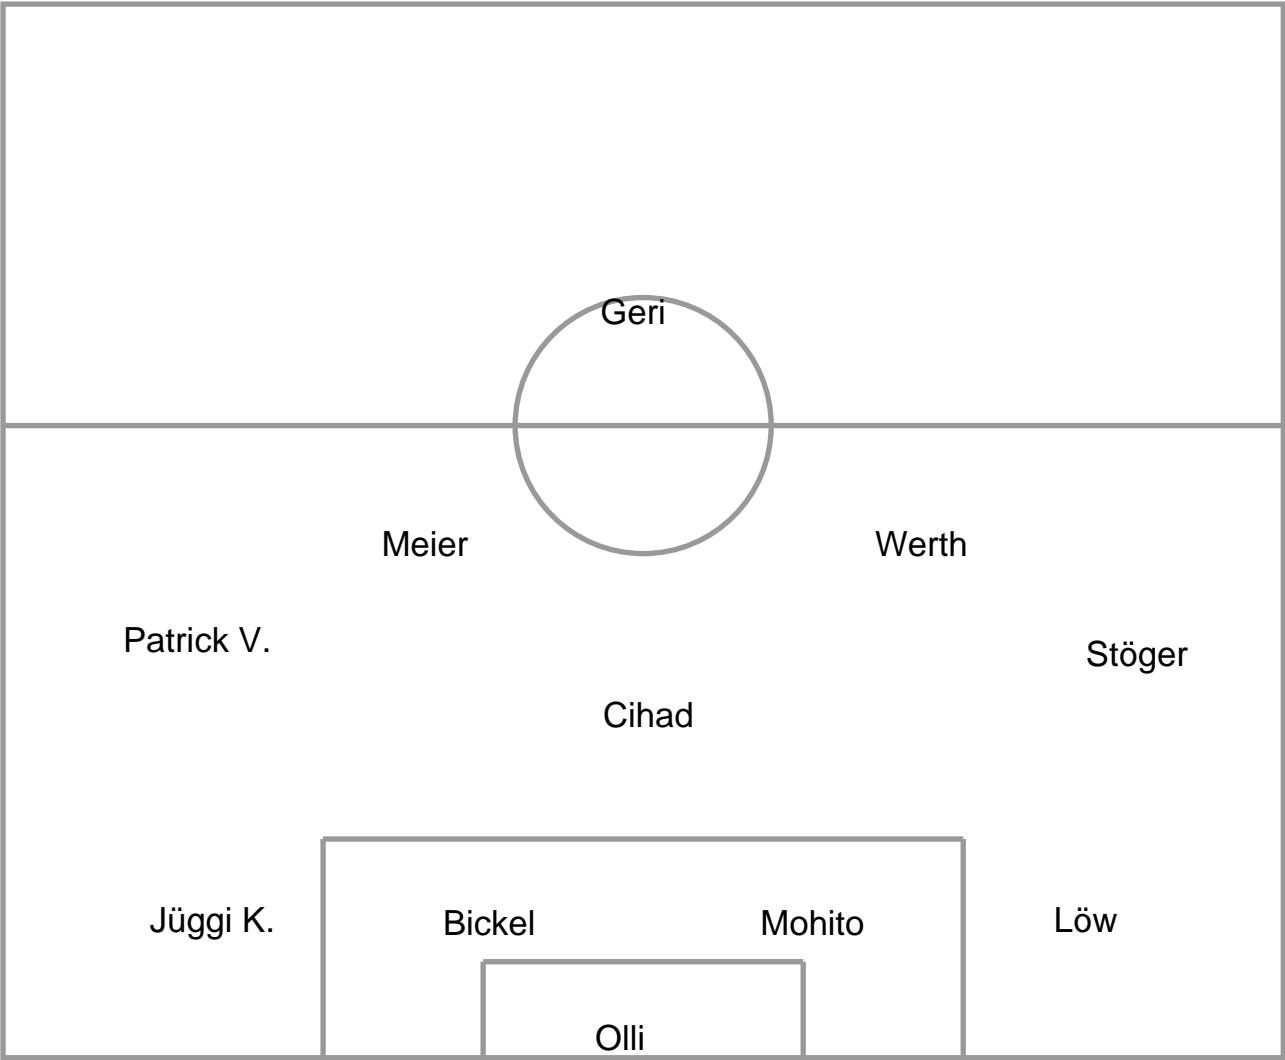 Geri
Meier
Werth
Patrick V.
Stöger
Cihad
Jüggi K.
Bickel
Mohito
Löw
Olli